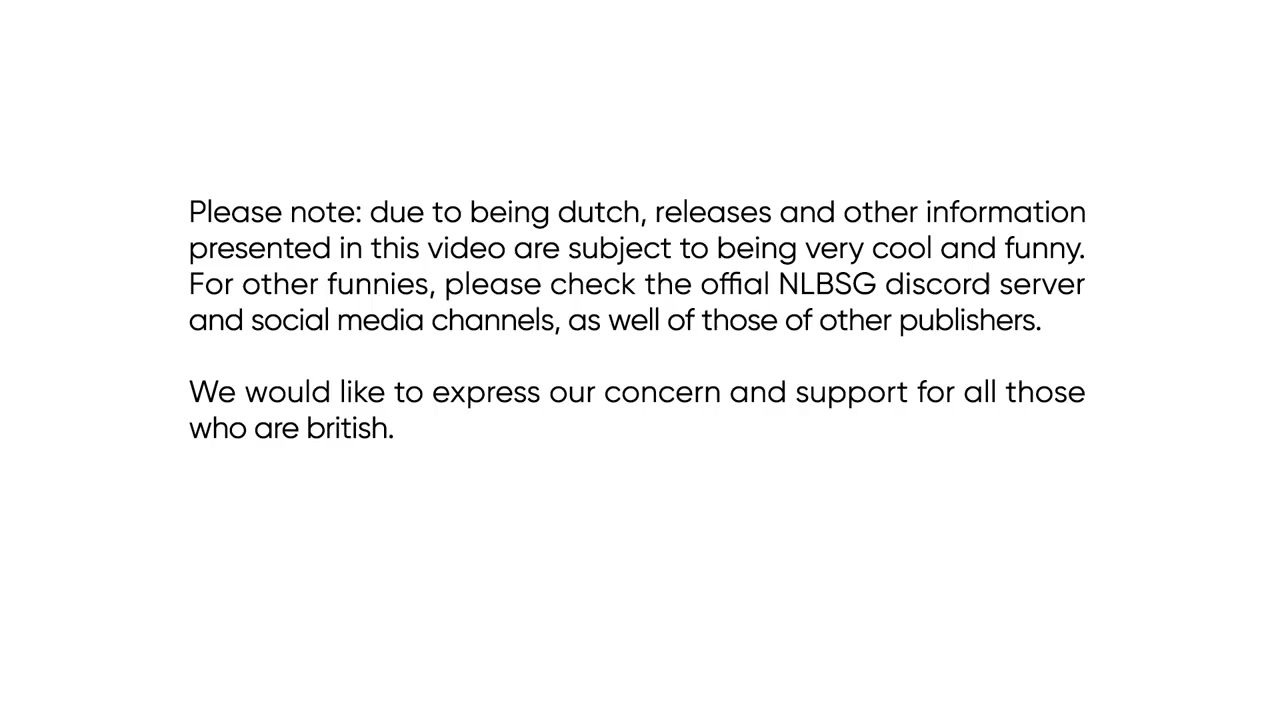 Please note: due to being dutch, releases and other information
presented in this video are subject to being very cool and funny.
For other funnies, please check the offial NLBSG discord server
and social media channels, as well of those of other publishers.
We would like to express our concern and support for all those
who are british.